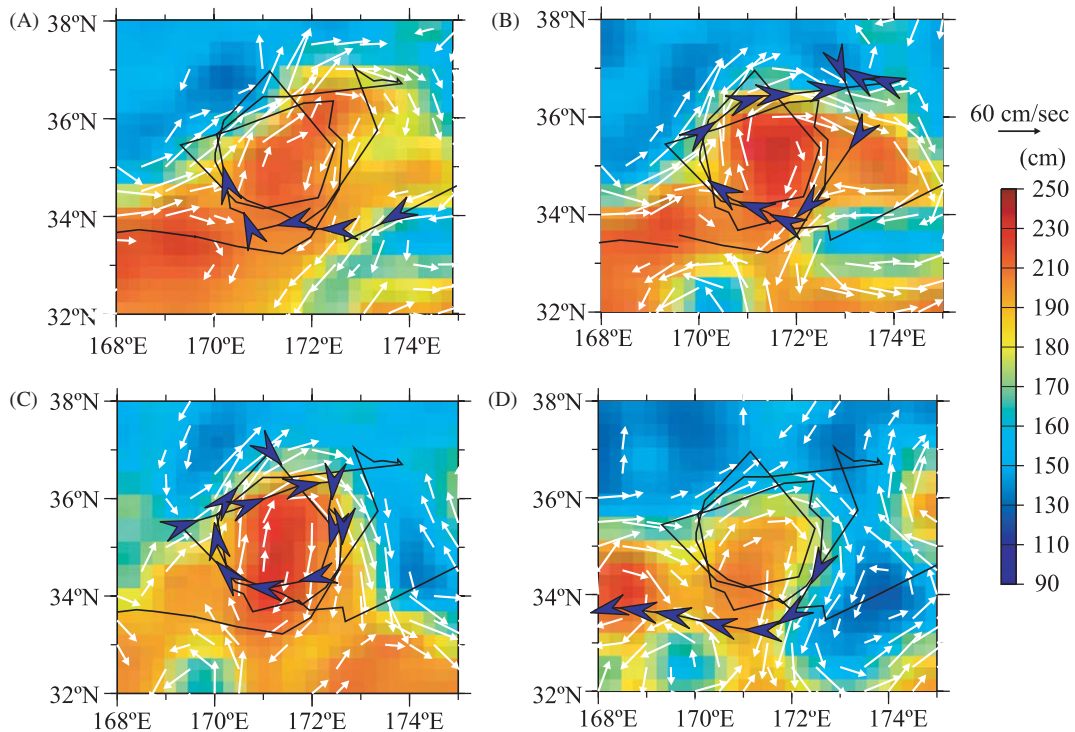 (A)
38ºN
36ºN
34ºN
32ºN
168ºE 170ºE 172ºE 174ºE
(B)
38ºN
36ºN
34ºN
32ºN
168ºE 170ºE 172ºE 174ºE
60 cm/sec
(cm)
250
230
210
190
180
170
160
150
130
110
90
(C)
38ºN
36ºN
34ºN
32ºN
168ºE 170ºE 172ºE 174ºE
(D)
38ºN
36ºN
34ºN
32ºN
168ºE 170ºE 172ºE 174ºE